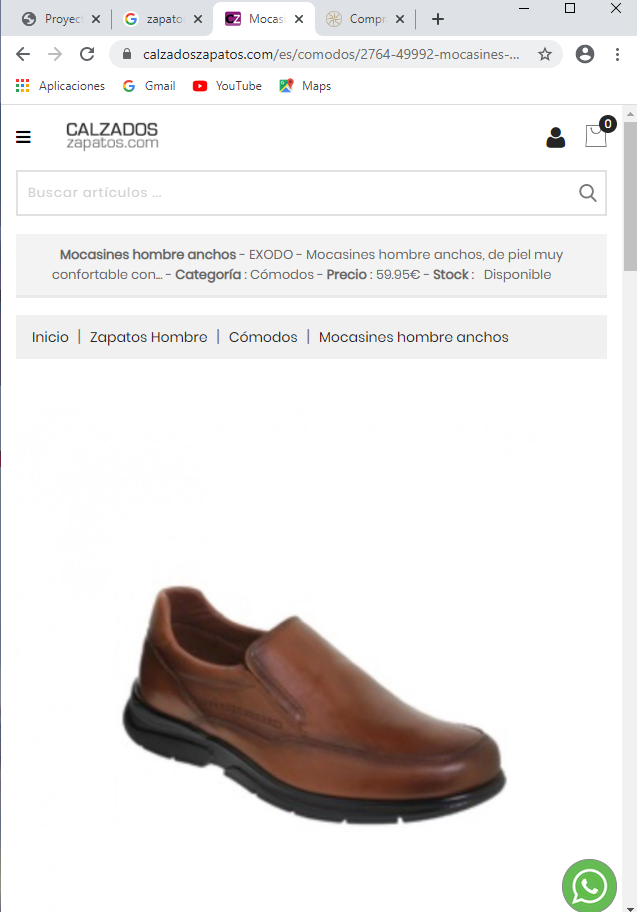 Proyec
zapato
Mocas
Compr
calzadoszapatos.com/es/comodos/2764-49992-mocasines-...
Aplicaciones
Gmail
YouTube
Maps
CALZADOS
zapatos.com
0
Buscar artículos ...
Mocasines hombre anchos - EXODO - Mocasines hombre anchos, de piel muy
confortable con... - Categoría : Cómodos - Precio : 59.95€ - Stock : Disponible
Inicio | Zapatos Hombre | Cómodos | Mocasines hombre anchos